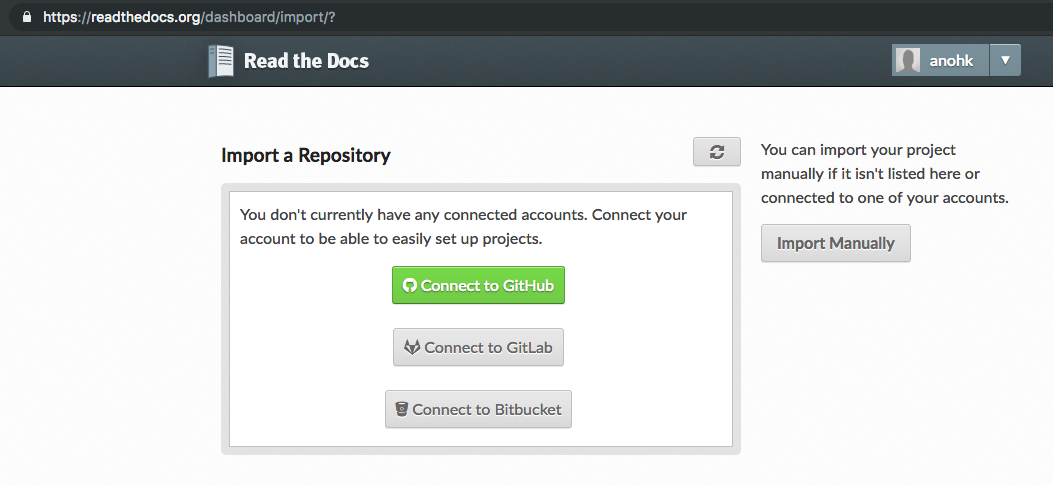 https://readthedocs.org/dashboard/import/?
Read the Docs
anohk
Import a Repository
You don't currently have any connected accounts. Connect your
account to be able to easily set up projects.
Connect to GitHub
Connect to GitLab
Connect to Bitbucket
You can import your project
manually if it isn't listed here or
connected to one of your accounts.
Import Manually